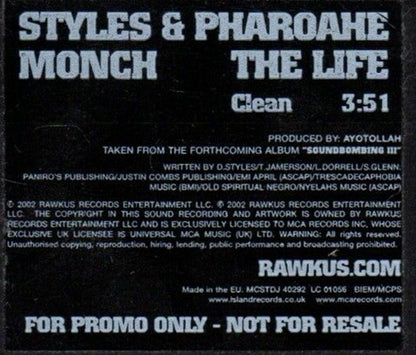 STYLES & PHAROAHE
MONCH THE LIFE
Clean 3:51
PRODUCED BY: AYOTOLLAH
TAKEN FROM THE FORTHCOMING ALBUM "SOUNDBOMBING III"
WRITTEN BY D.STYLES/T.JAMERSON/L.DORRELL/S.GLENN.
PANIRO'S PUBLISHING/JUSTIN COMBS PUBLISHING/EMI APRIL (ASCAP)/TRESCADECAPHOBIA
MUSIC (BMI)/OLD SPIRITUAL NEGRO/NYELAHS MUSIC (ASCAP)
℗ 2002 RAWKUS RECORDS ENTERTAINMENT LLC. © 2002 RAWKUS RECORDS ENTERTAINMENT
LLC. THE COPYRIGHT IN THIS SOUND RECORDING AND ARTWORK IS OWNED BY RAWKUS
RECORDS ENTERTAINMENT LLC AND IS EXCLUSIVELY LICENSED TO MCA RECORDS INC, WHOSE
EXCLUSIVE UK LICENSEE IS UNIVERSAL MCA MUSIC (UK) LTD. WARNING: All rights reserved.
Unauthorised copying, reproduction, hiring, lending, public performance and broadcasting prohibited.
RAWKUS.COM
Made in the EU. MCSTDJ 40292 LC 01056 BIEM/MCPS
www.islandrecords.co.uk www.mcarecords.com
FOR PROMO ONLY - NOT FOR RESALE